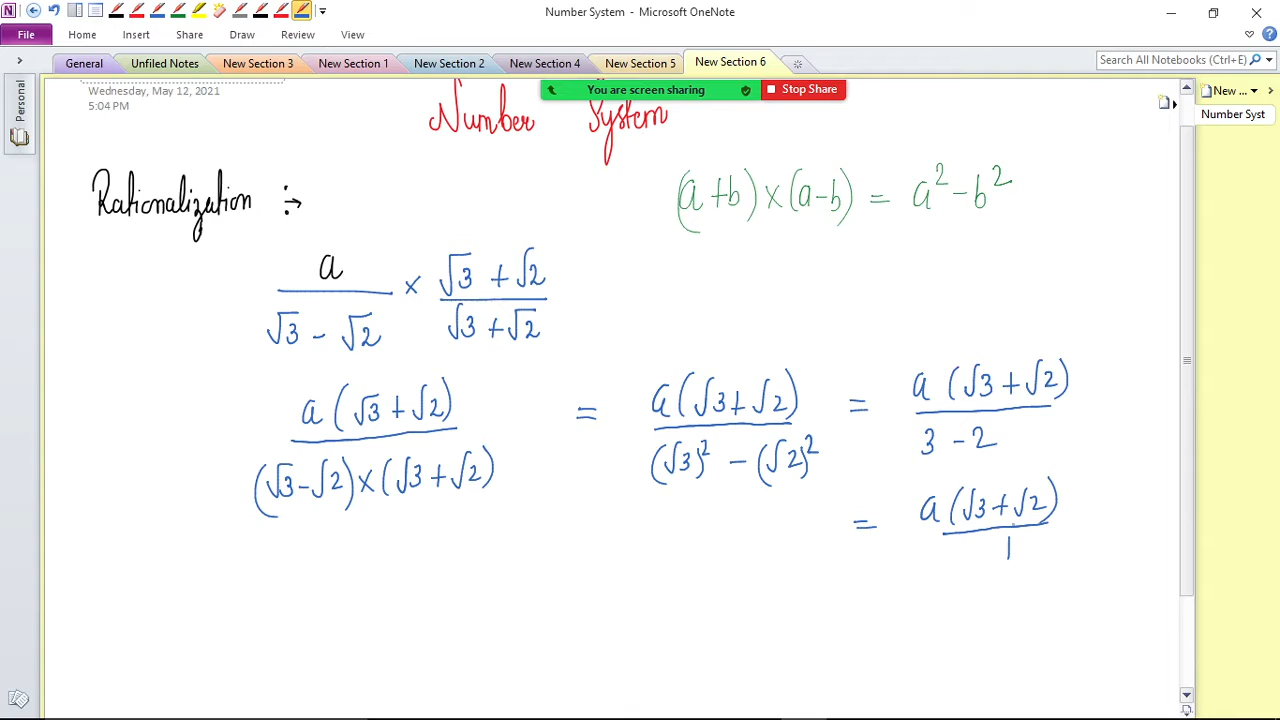 Number System - Microsoft OneNote
File Home Insert Share Draw Review View
General Unfiled Notes New Section 3 New Section 1 New Section 2 New Section 4 New Section 5 New Section 6
Search All Notebooks (Ctrl+E)
Personal
You are screen sharing Stop Share
New ...
Number Syst
Wednesday, May 12, 2021
5:04 PM
Number System
Rationalization :→
(a+b)×(a-b) = a² - b²
a/(√3 - √2) × (√3 + √2)/(√3 + √2)
a(√3 + √2)/((√3-√2)×(√3+√2)) = a(√3+√2)/((√3)² - (√2)²) = a(√3+√2)/(3-2)
= a(√3+√2)/1